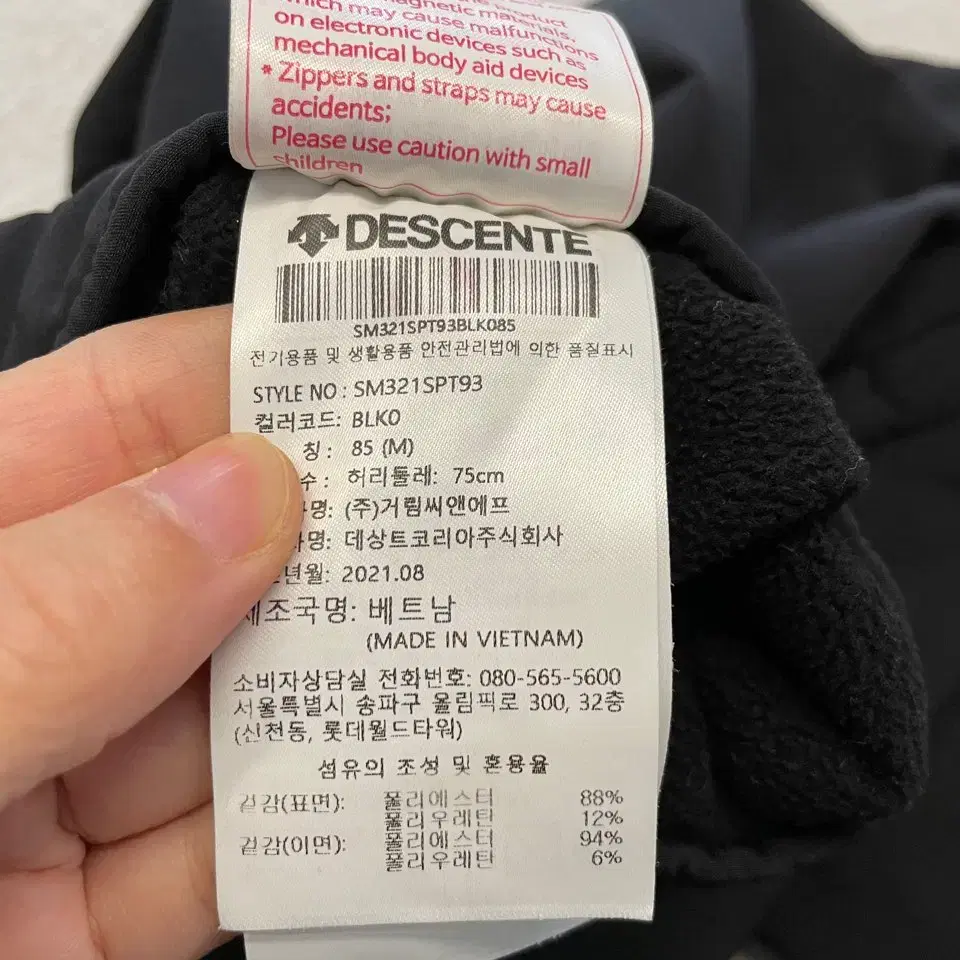 magnetic materials,
which may cause malfunctions
on electronic devices such as
mechanical body aid devices
* Zippers and straps may cause
accidents;
Please use caution with small
children
DESCENTE
SM321SPT93BLK085
전기용품 및 생활용품 안전관리법에 의한 품질표시
STYLE NO : SM321SPT93
컬러코드: BLK0
칭: 85 (M)
수: 허리둘레: 75cm
명: (주)거림씨앤에프
명: 데상트코리아주식회사
년월: 2021.08
제조국명: 베트남
(MADE IN VIETNAM)
소비자상담실 전화번호: 080-565-5600
서울특별시 송파구 올림픽로 300, 32층
(신천동, 롯데월드타워)
섬유의 조성 및 혼용율
겉감(표면): 폴리에스터 88%
폴리우레탄 12%
겉감(이면): 폴리에스터 94%
폴리우레탄 6%